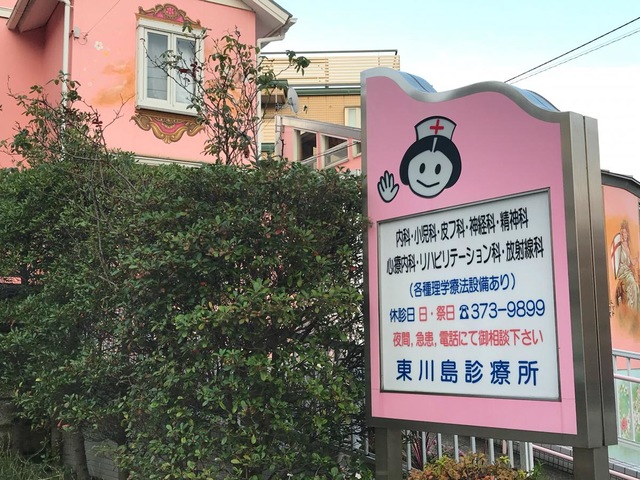 内科・小児科・皮フ科・神経科・精神科
心療内科・リハビリテーション科・放射線科
(各種理学療法設備あり)
休診日 日・祭日 ☎373-9899
夜間,急患,電話にて御相談下さい
東川島診療所